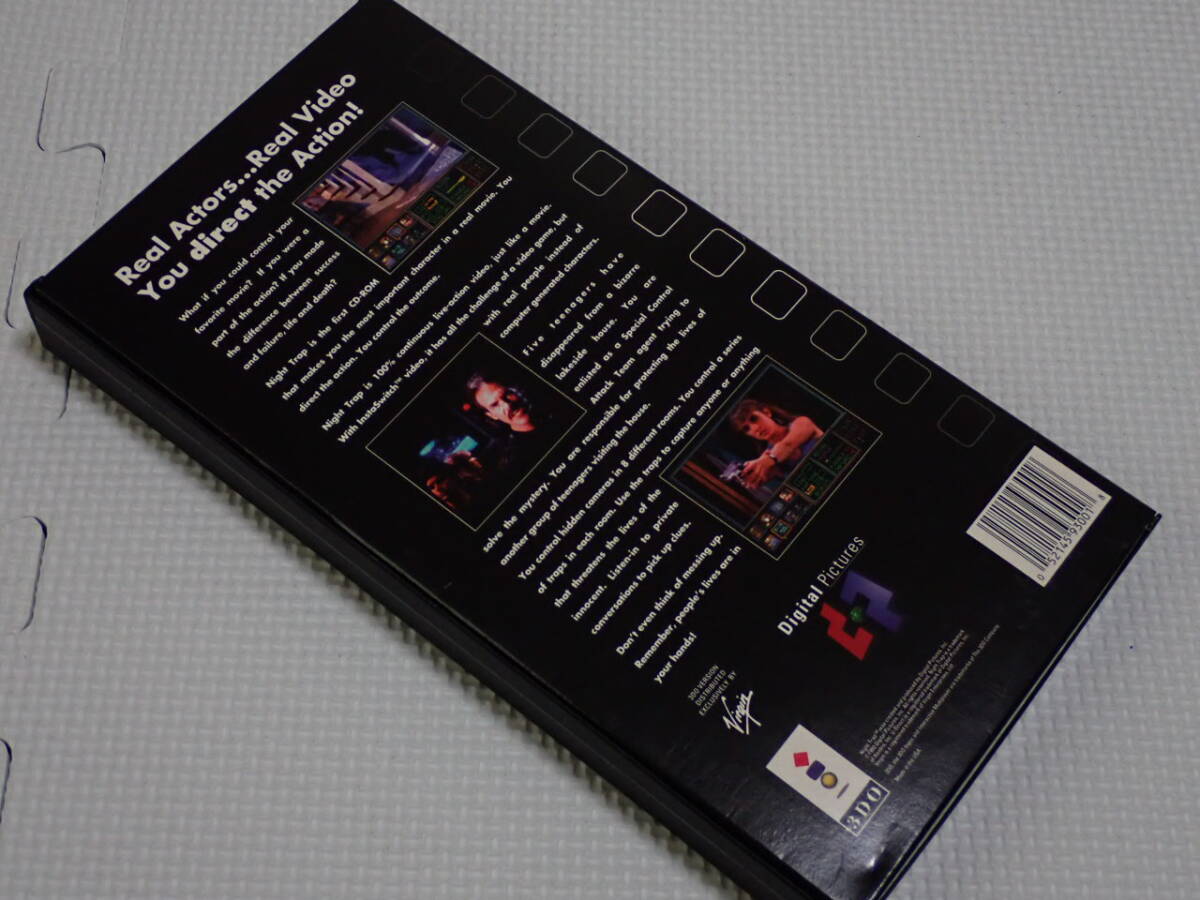 Real Actors...Real Video
You direct the Action!
What if you could control your
favorite movie? If you were a
part of the action? If you made
the difference between success
and failure, life and death?
Night Trap is the first CD-ROM
that makes you the most important character in a real movie. You
direct the action. You control the outcome.
Night Trap is 100% continuous live-action video, just like a movie.
With InstaSwitch™ video, it has all the challenge of a video game, but
with real people instead of
computer generated characters.
Five teenagers have
disappeared from a bizarre
lakeside house. You are
enlisted as a Special Control
Attack Team agent trying to
solve the mystery. You are responsible for protecting the lives of
another group of teenagers visiting the house.
You control hidden cameras in 8 different rooms. You control a series
of traps in each room. Use the traps to capture anyone or anything
that threatens the lives of the
innocent. Listen-in to private
conversations to pick up clues.
Don't even think of messing up.
Remember, people's lives are in
your hands!
Digital Pictures
0 52145 93001 8
3DO VERSION
DISTRIBUTED
EXCLUSIVELY BY
Virgin
3DO
Made in the USA.